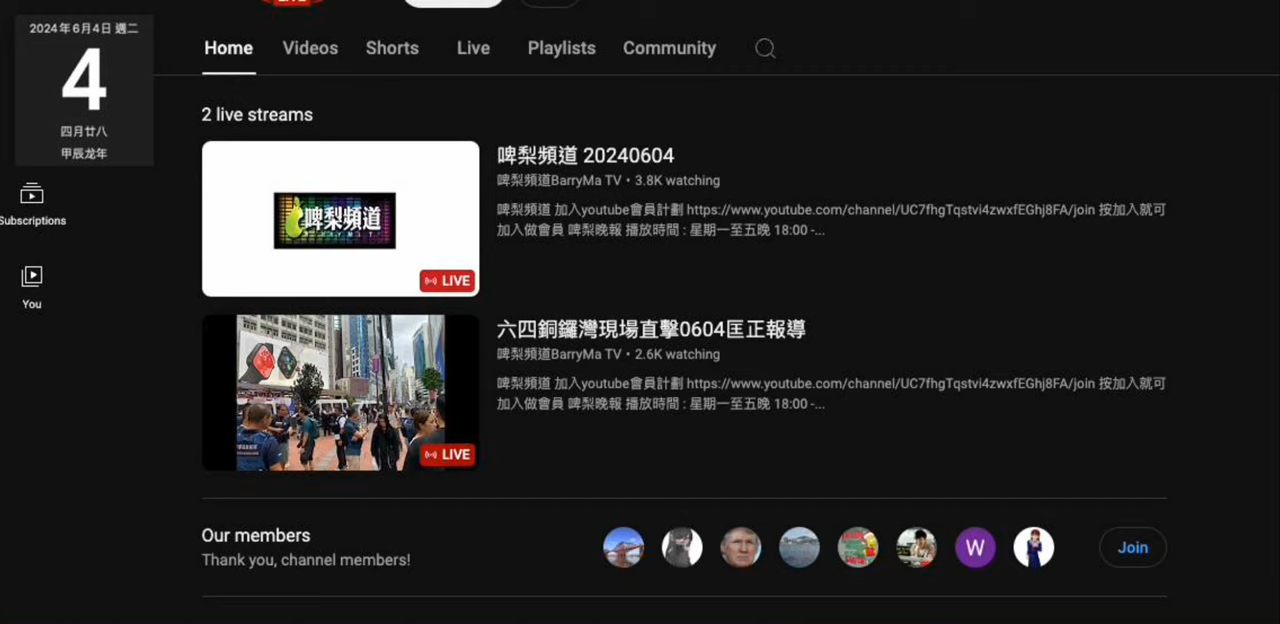 LIVE
2024年6月4日 週二
4
四月廿八
甲辰龙年
Subscriptions
You
Home Videos Shorts Live Playlists Community
2 live streams
啤梨頻道
LIVE
啤梨頻道 20240604
啤梨頻道BarryMa TV • 3.8K watching
啤梨頻道 加入youtube會員計劃 https://www.youtube.com/channel/UC7fhgTqstvi4zwxfEGhj8FA/join 按加入就可
加入做會員 啤梨晚報 播放時間 : 星期一至五晚 18:00 -...
LIVE
六四銅鑼灣現場直擊0604匡正報導
啤梨頻道BarryMa TV • 2.6K watching
啤梨頻道 加入youtube會員計劃 https://www.youtube.com/channel/UC7fhgTqstvi4zwxfEGhj8FA/join 按加入就可
加入做會員 啤梨晚報 播放時間 : 星期一至五晚 18:00 -...
Our members
Thank you, channel members!
W
Join